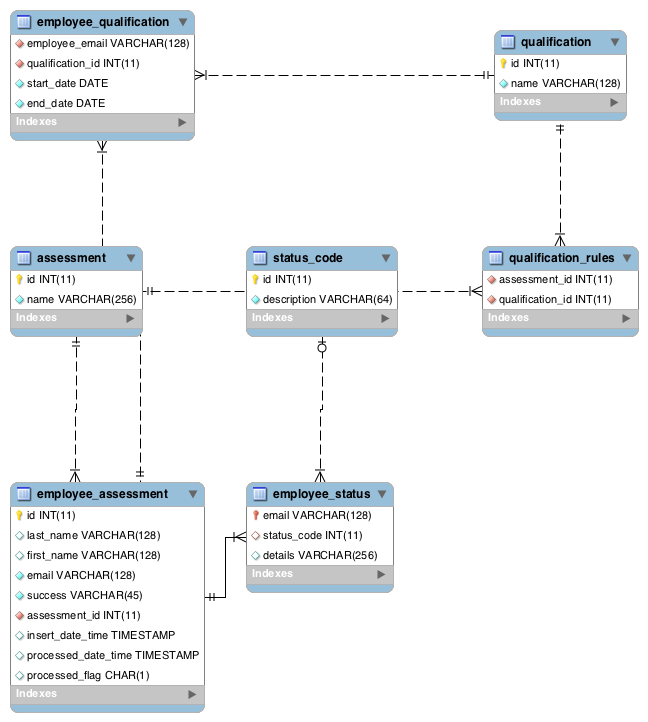 employee_qualification
employee_email VARCHAR(128)
qualification_id INT(11)
start_date DATE
end_date DATE
Indexes
qualification
id INT(11)
name VARCHAR(128)
Indexes
assessment
id INT(11)
name VARCHAR(256)
Indexes
status_code
id INT(11)
description VARCHAR(64)
Indexes
qualification_rules
assessment_id INT(11)
qualification_id INT(11)
Indexes
employee_assessment
id INT(11)
last_name VARCHAR(128)
first_name VARCHAR(128)
email VARCHAR(128)
success VARCHAR(45)
assessment_id INT(11)
insert_date_time TIMESTAMP
processed_date_time TIMESTAMP
processed_flag CHAR(1)
Indexes
employee_status
email VARCHAR(128)
status_code INT(11)
details VARCHAR(256)
Indexes